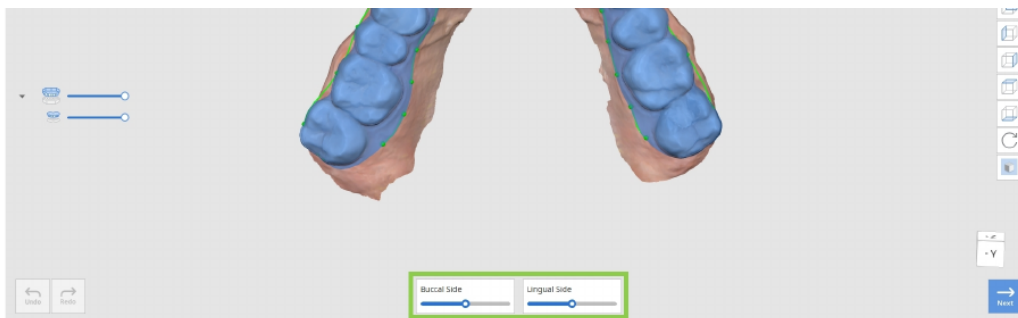 - Z
- Y
Buccal Side
Lingual Side
Undo
Redo
Next